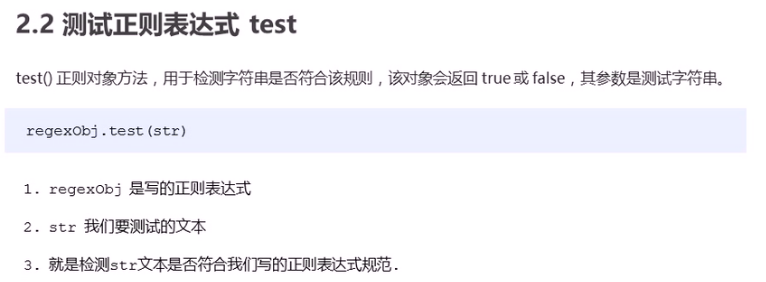 2.2 测试正则表达式 test
test() 正则对象方法，用于检测字符串是否符合该规则，该对象会返回 true 或 false，其参数是测试字符串。
regexObj.test(str)
1. regexObj 是写的正则表达式
2. str 我们要测试的文本
3. 就是检测str文本是否符合我们写的正则表达式规范.